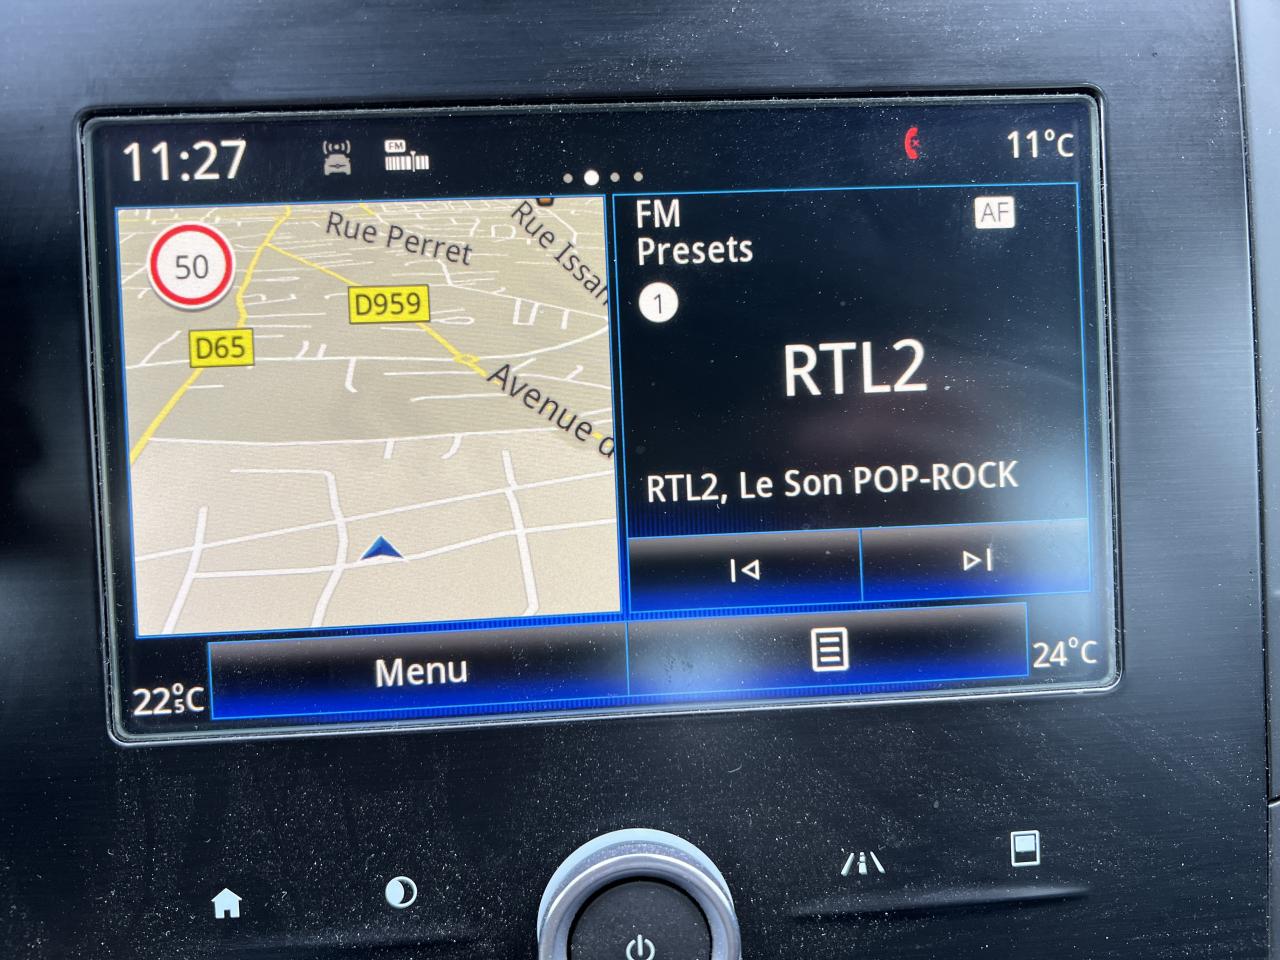 11:27
FM
11°C
50
Rue Perret
Rue Issan
D959
D65
Avenue d
FM
Presets
AF
1
RTL2
RTL2, Le Son POP-ROCK
Menu
22°5C
24°C